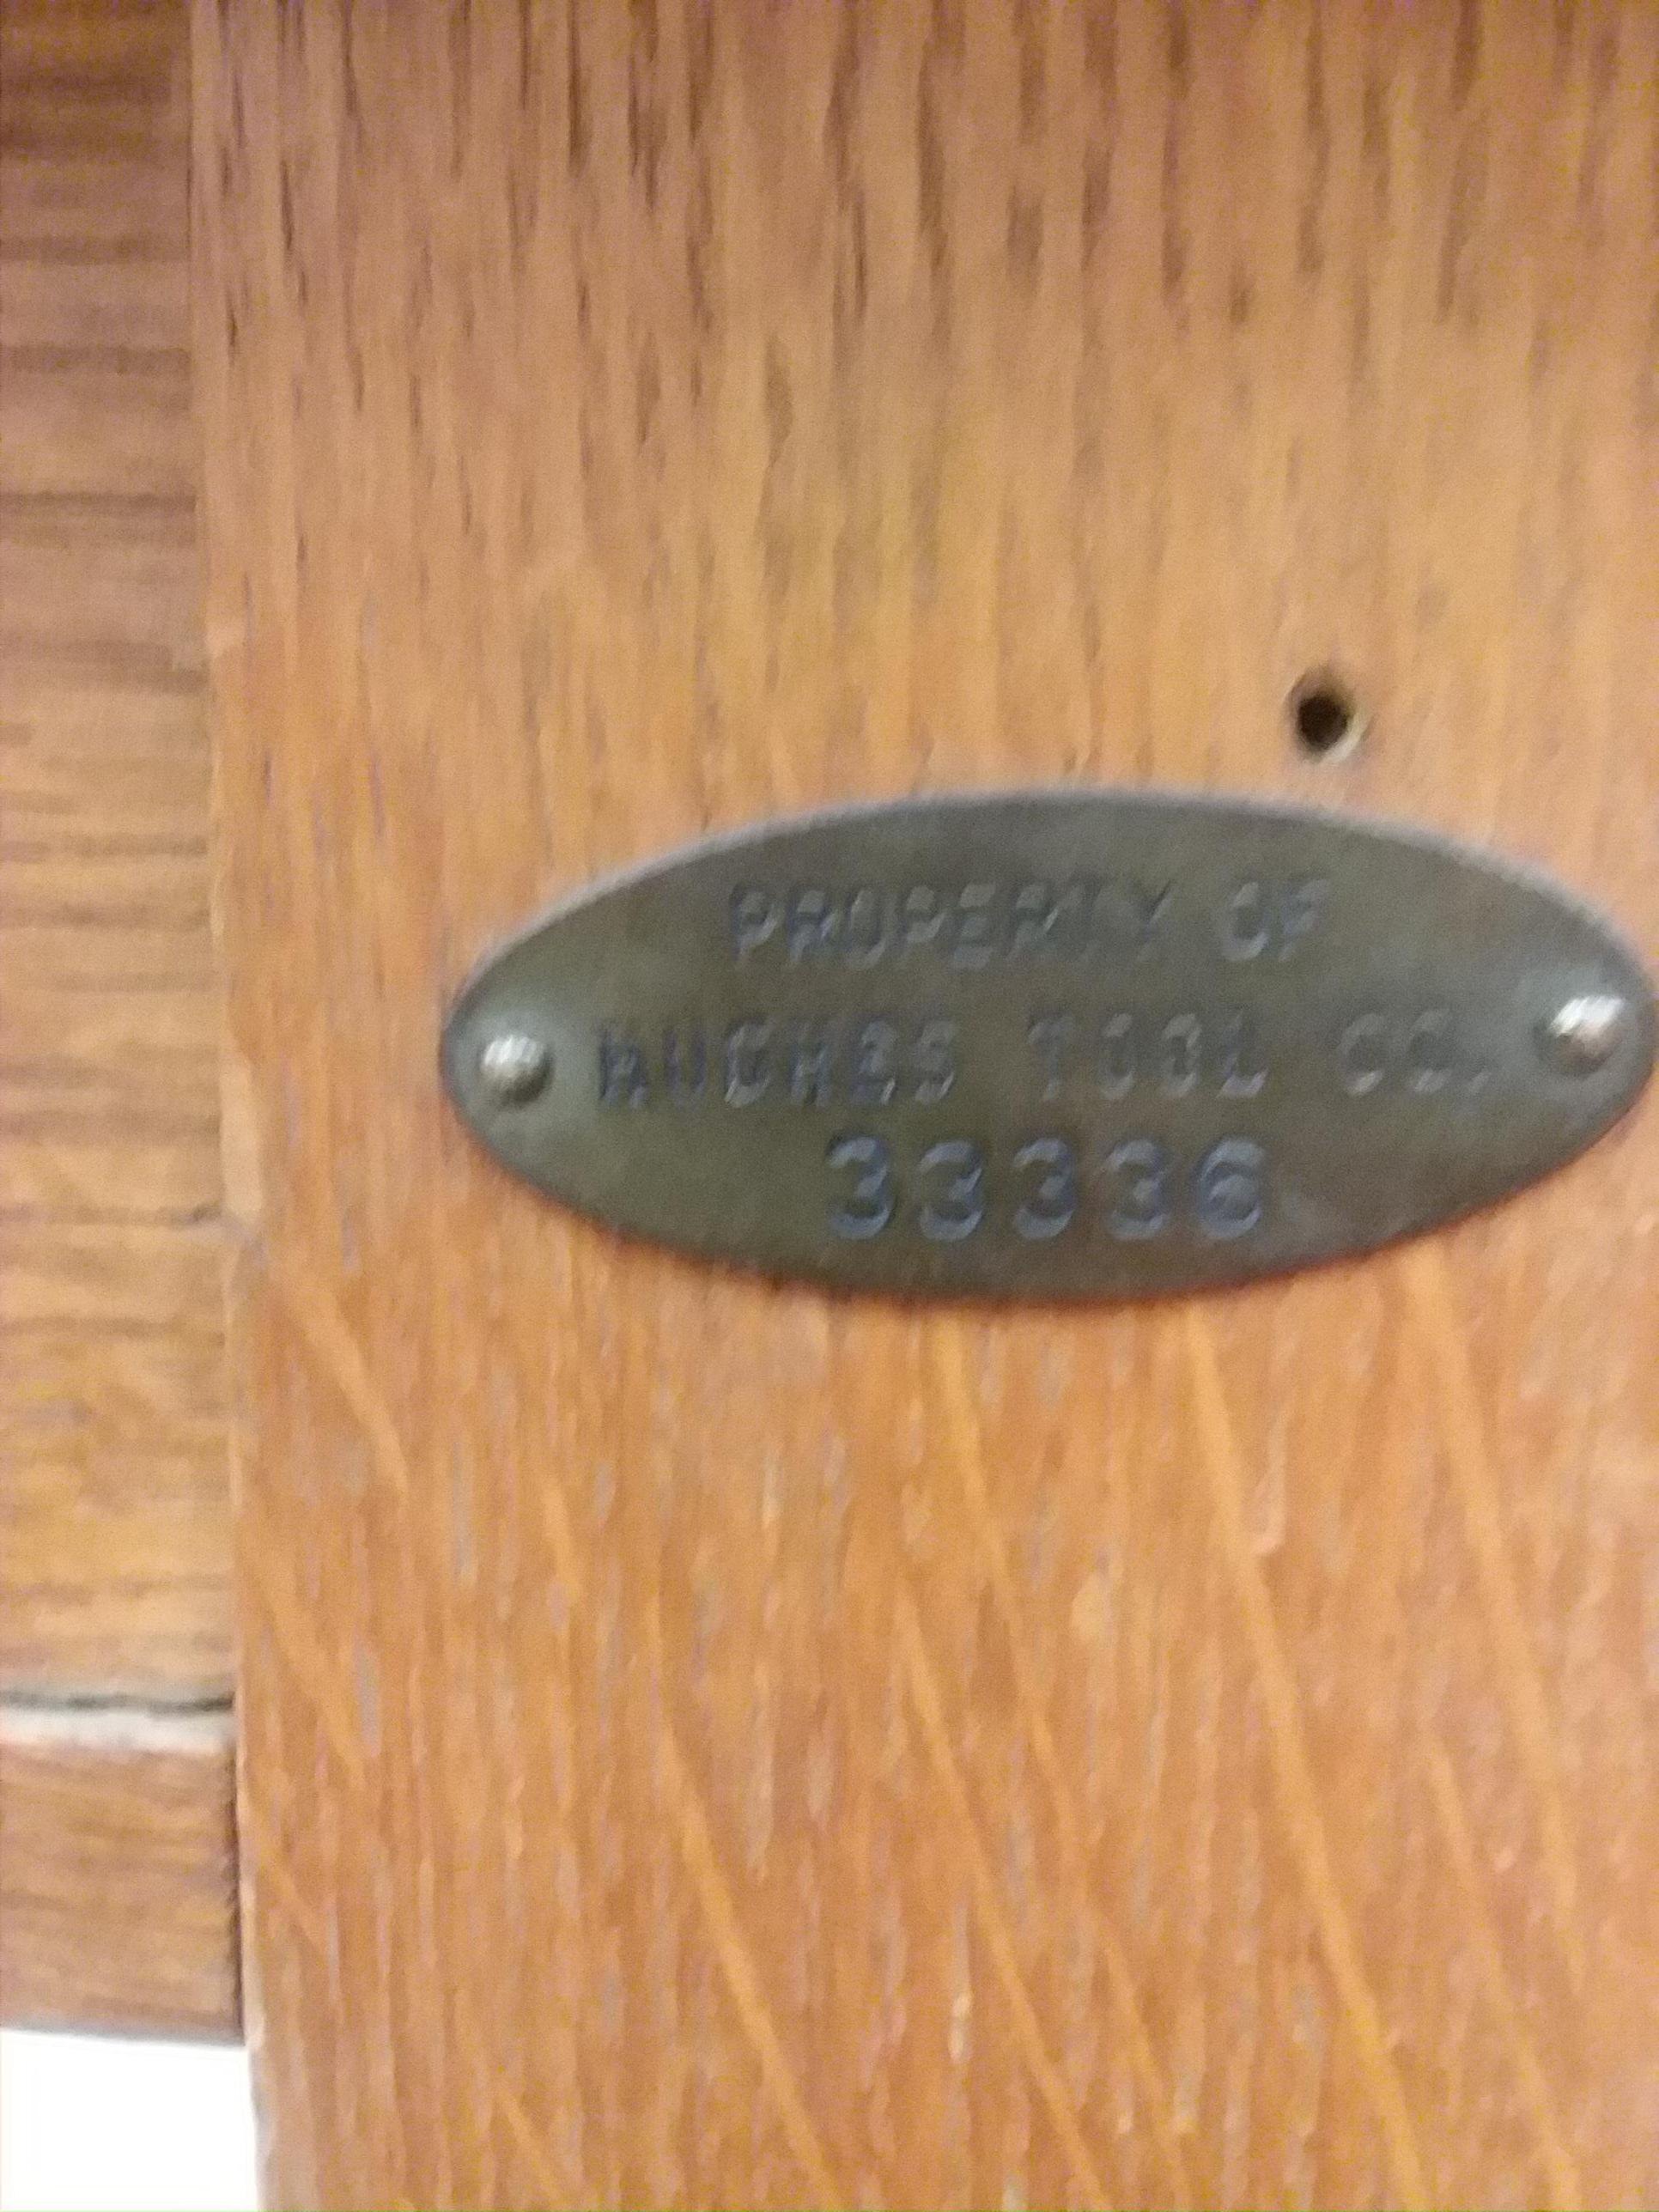 PROPERTY OF
HUGHES TOOL CO.
33336